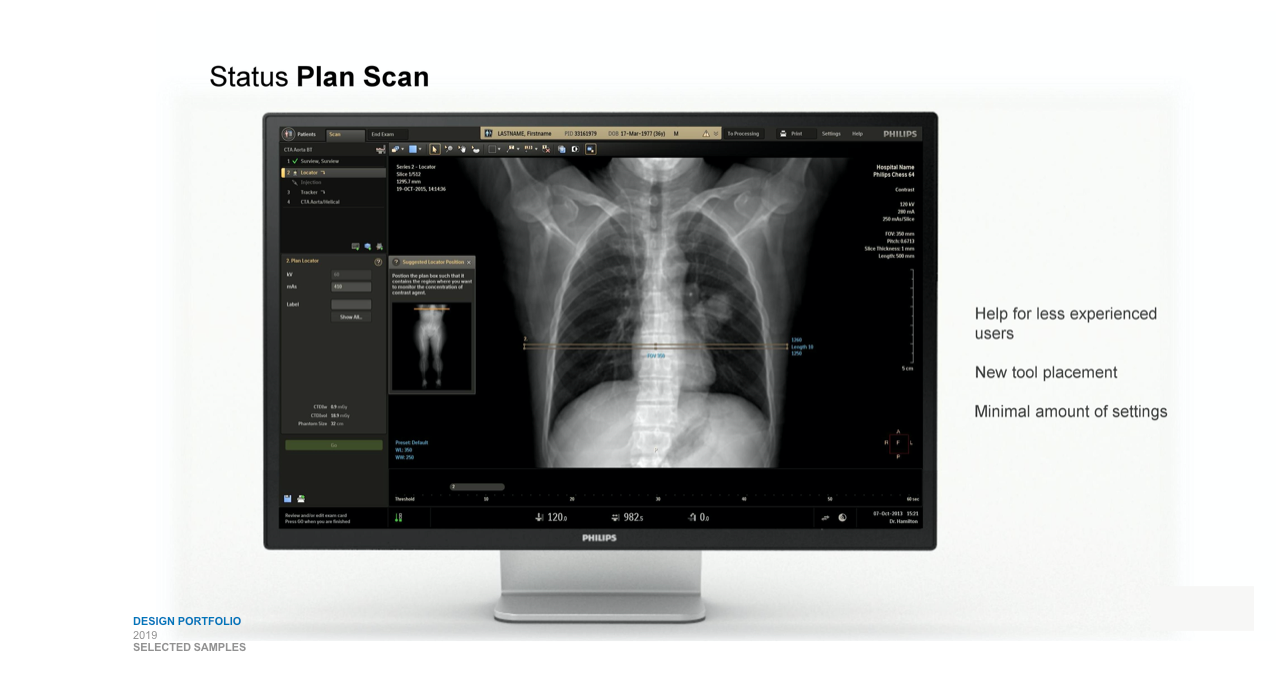 Status Plan Scan
Patients
Scan
End Exam
LASTNAME, Firstname PID 33161979 DOB 17-Mar-1977 (36y) M
To Processing
Print
Settings
Help
PHILIPS
CTA Aorta BT
1 Surview, Surview
2 Locator
Injection
3 Tracker
4 CTA Aorta/Helical
2. Plan Locator
kV
mAs
Label
Show All...
CTDIw 6.9 mGy
CTDIvol 18.9 mGy
Phantom Size 32 cm
Go
Series 2 - Locator
Slice 1/512
1295.7 mm
19-OCT-2015, 14:14:36
Suggested Locator Position
Position the plan box such that it
contains the region where you want
to monitor the concentration of
contrast agent.
Hospital Name
Philips Chess 64
Contrast
120 kV
200 mA
250 mAs/Slice
FOV: 350 mm
Pitch: 0.6713
Slice Thickness: 1 mm
Length: 500 mm
2
FOV 350
1260
Length 10
1250
5 cm
A
R F L
P
Preset: Default
WL: 350
WW: 250
2
Threshold 10 20 30 40 50 60 sec
Review and/or edit exam card
Press GO when you are finished
120.0
982.5
0.0
07-Oct-2013 15:21
Dr. Hamilton
PHILIPS
Help for less experienced
users
New tool placement
Minimal amount of settings
DESIGN PORTFOLIO
2019
SELECTED SAMPLES